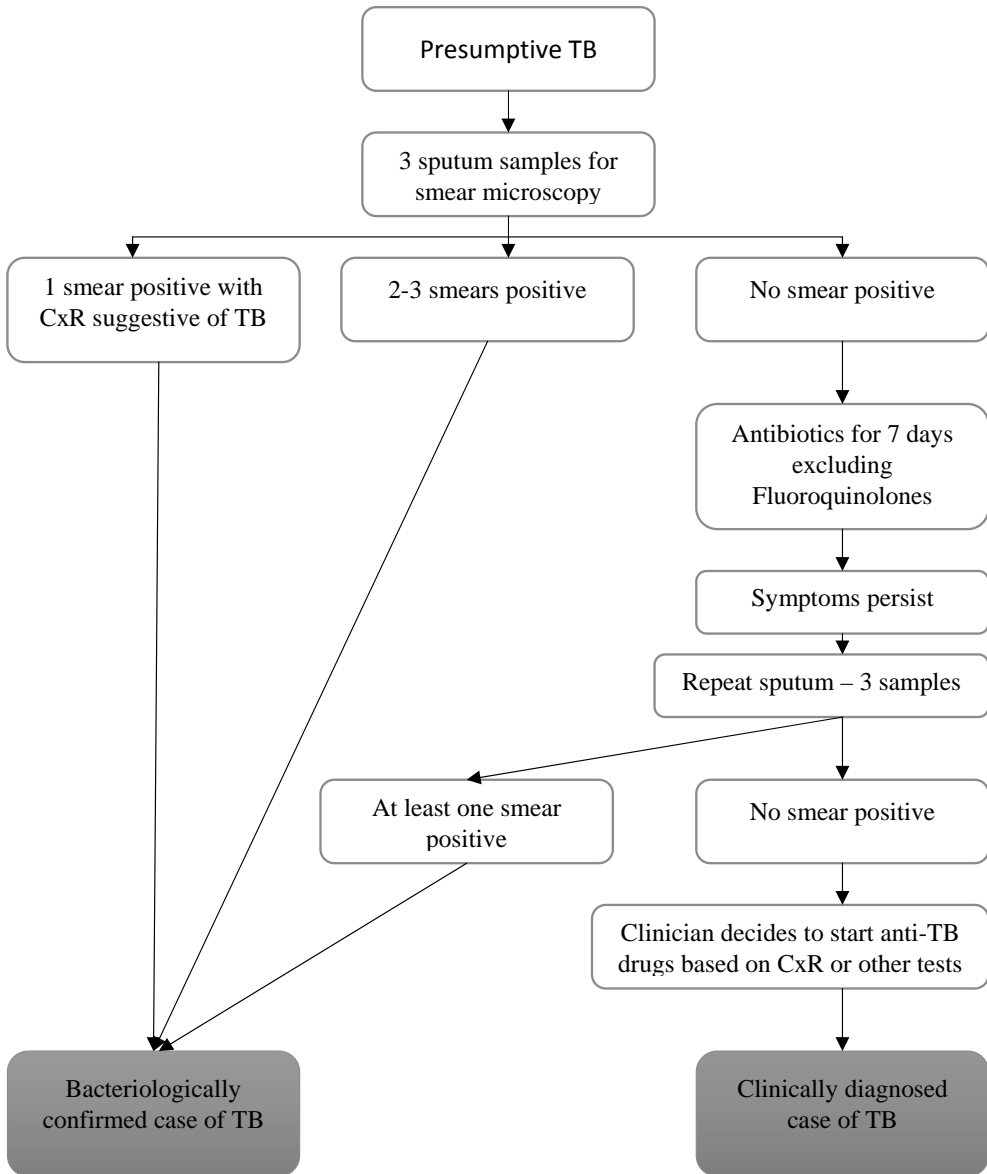 Presumptive TB
3 sputum samples for
smear microscopy
1 smear positive with
CxR suggestive of TB
2-3 smears positive
No smear positive
Antibiotics for 7 days
excluding
Fluoroquinolones
Symptoms persist
Repeat sputum – 3 samples
At least one smear
positive
No smear positive
Clinician decides to start anti-TB
drugs based on CxR or other tests
Bacteriologically
confirmed case of TB
Clinically diagnosed
case of TB